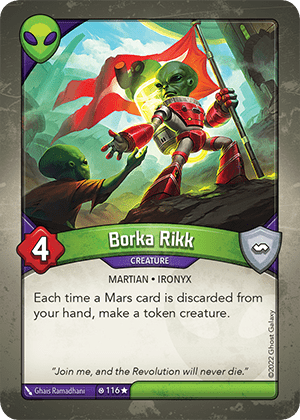 Borka Rikk
4
CREATURE
MARTIAN • IRONYX
Each time a Mars card is discarded from
your hand, make a token creature.
"Join me, and the Revolution will never die."
Ghais Ramadhani
116★
©2022 Ghost Galaxy